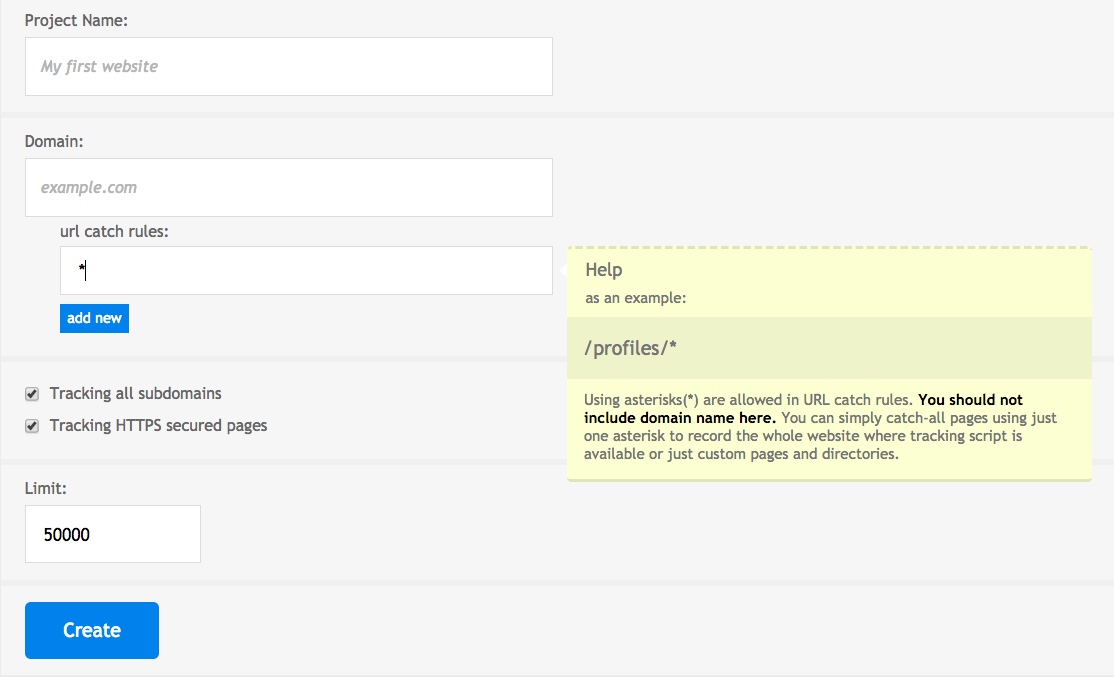 Project Name:
My first website
Domain:
example.com
url catch rules:
*
add new
Help
as an example:
/profiles/*
Using asterisks(*) are allowed in URL catch rules. You should not
include domain name here. You can simply catch-all pages using just
one asterisk to record the whole website where tracking script is
available or just custom pages and directories.
Tracking all subdomains
Tracking HTTPS secured pages
Limit:
50000
Create